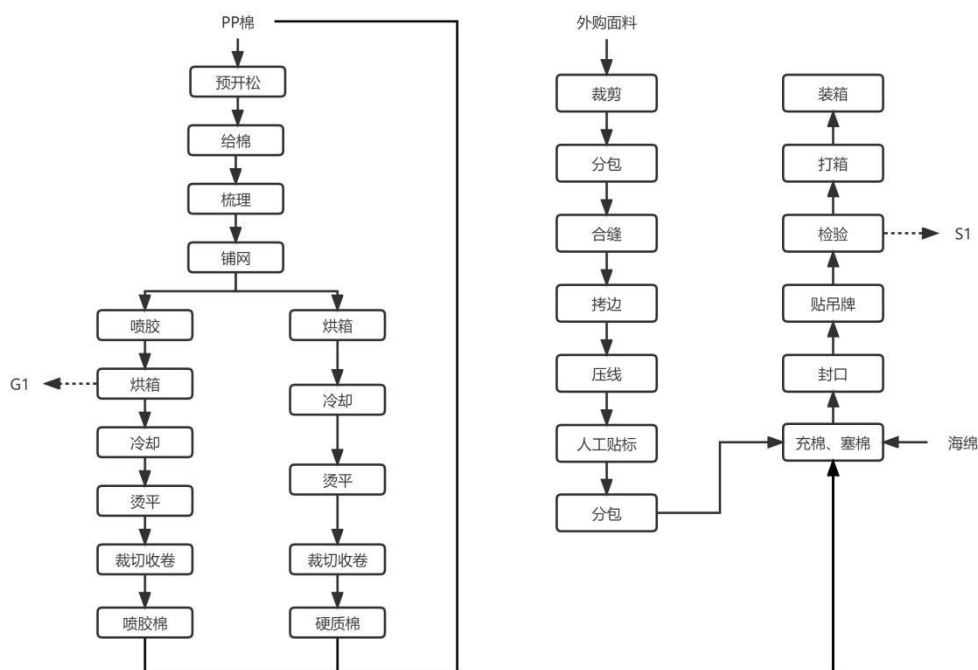 PP棉
预开松
给棉
梳理
铺网
喷胶
烘箱
G1
烘箱
冷却
冷却
烫平
烫平
裁切收卷
裁切收卷
喷胶棉
硬质棉
外购面料
裁剪
分包
合缝
拷边
压线
人工贴标
分包
装箱
打箱
检验
S1
贴吊牌
封口
充棉、塞棉
海绵